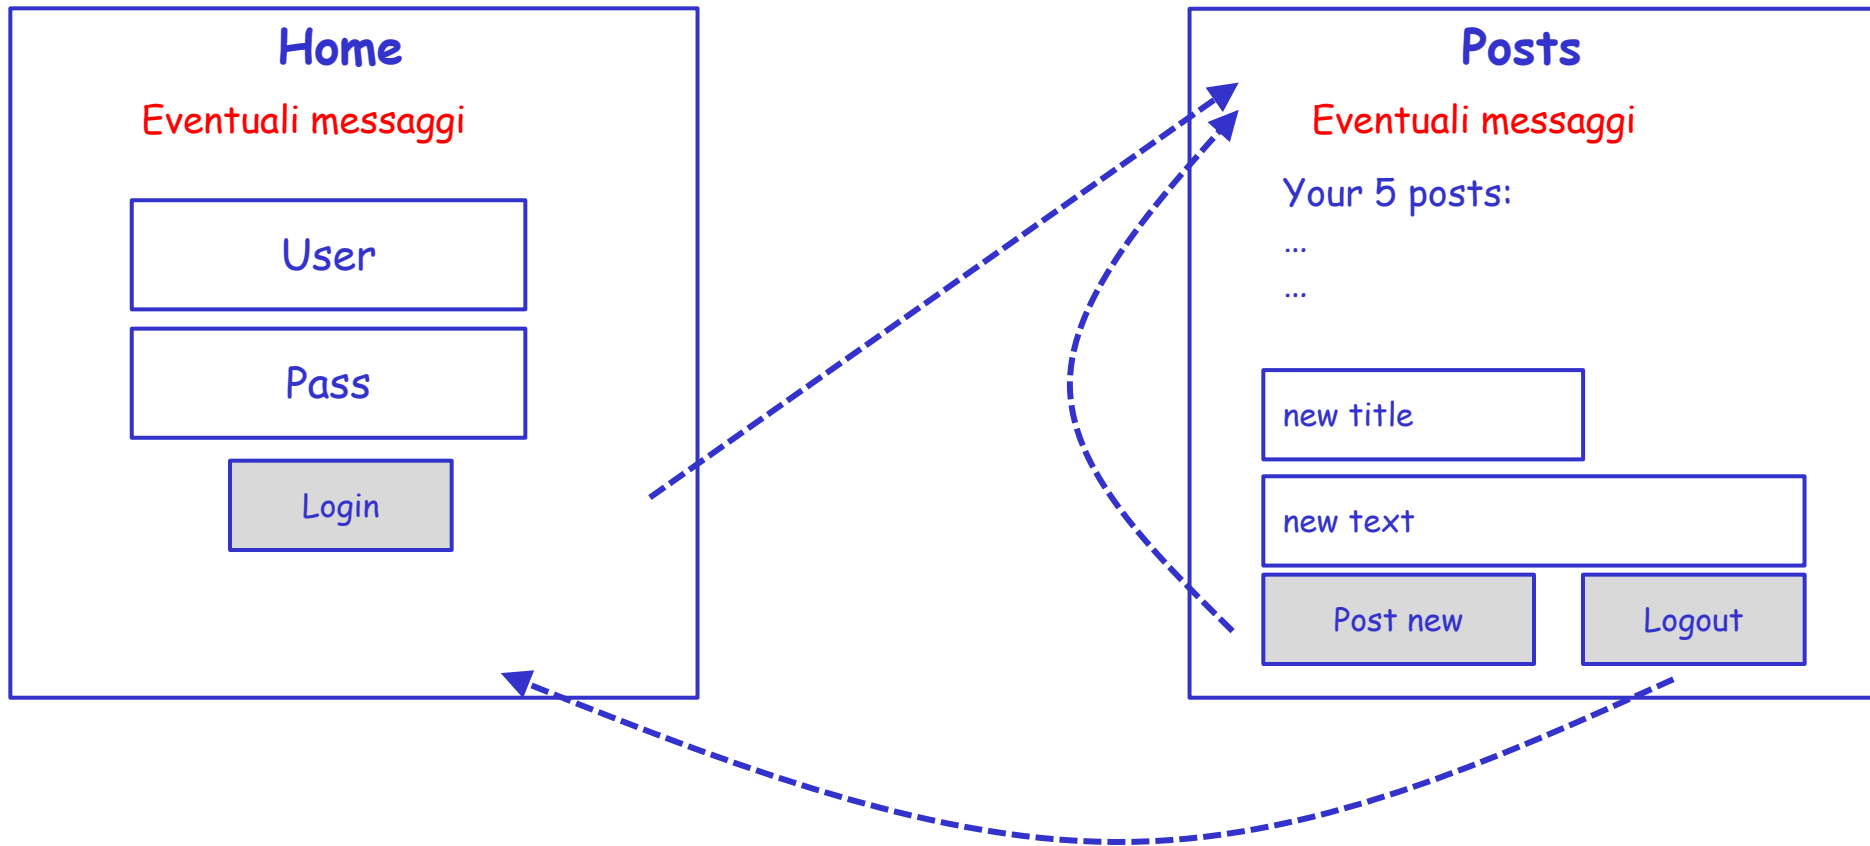 Home
Eventuali messaggi
User
Pass
Login
Posts
Eventuali messaggi
Your 5 posts:
...
...
new title
new text
Post new
Logout